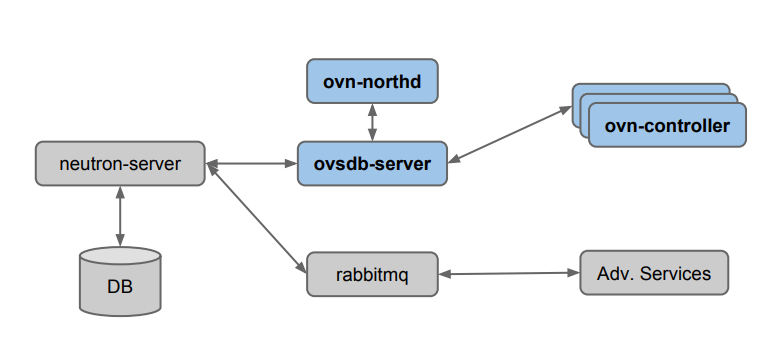 ovn-northd
ovn-controller
neutron-server
ovsdb-server
DB
rabbitmq
Adv. Services